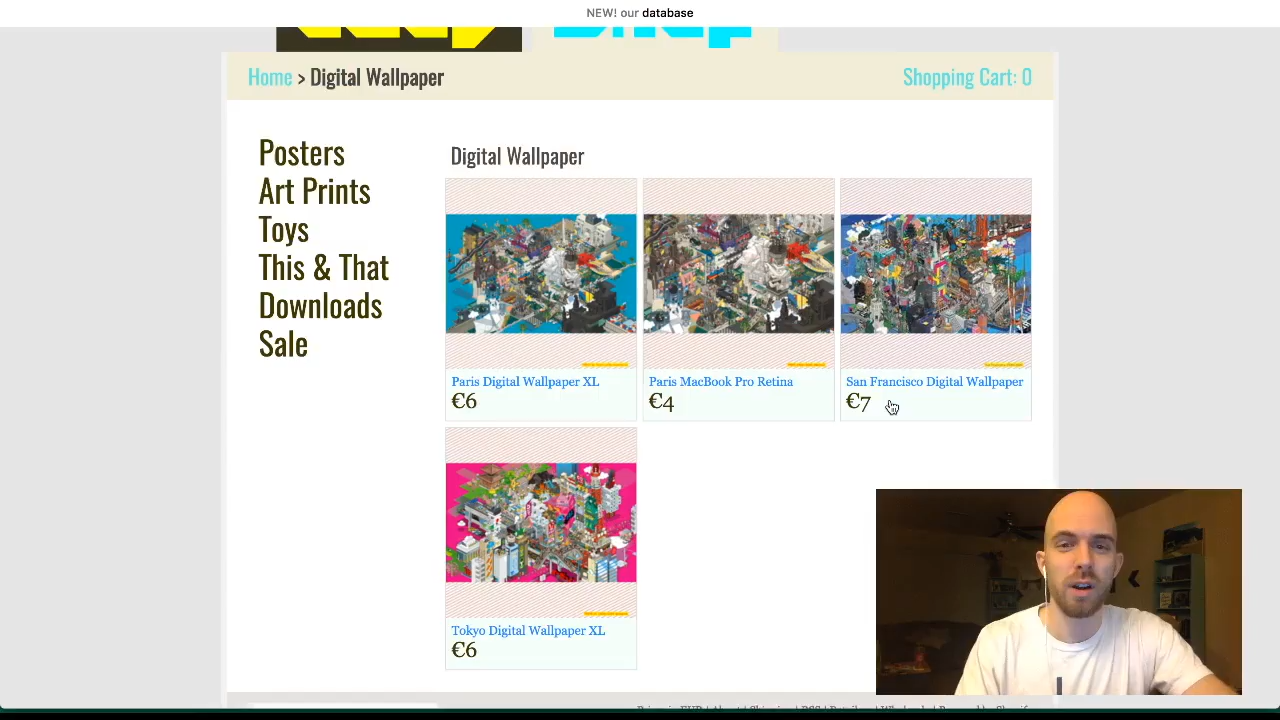 NEW! our database
Home > Digital Wallpaper
Shopping Cart: 0
Posters
Art Prints
Toys
This & That
Downloads
Sale
Digital Wallpaper
Paris Digital Wallpaper XL
€6
Paris MacBook Pro Retina
€4
San Francisco Digital Wallpaper
€7
Tokyo Digital Wallpaper XL
€6